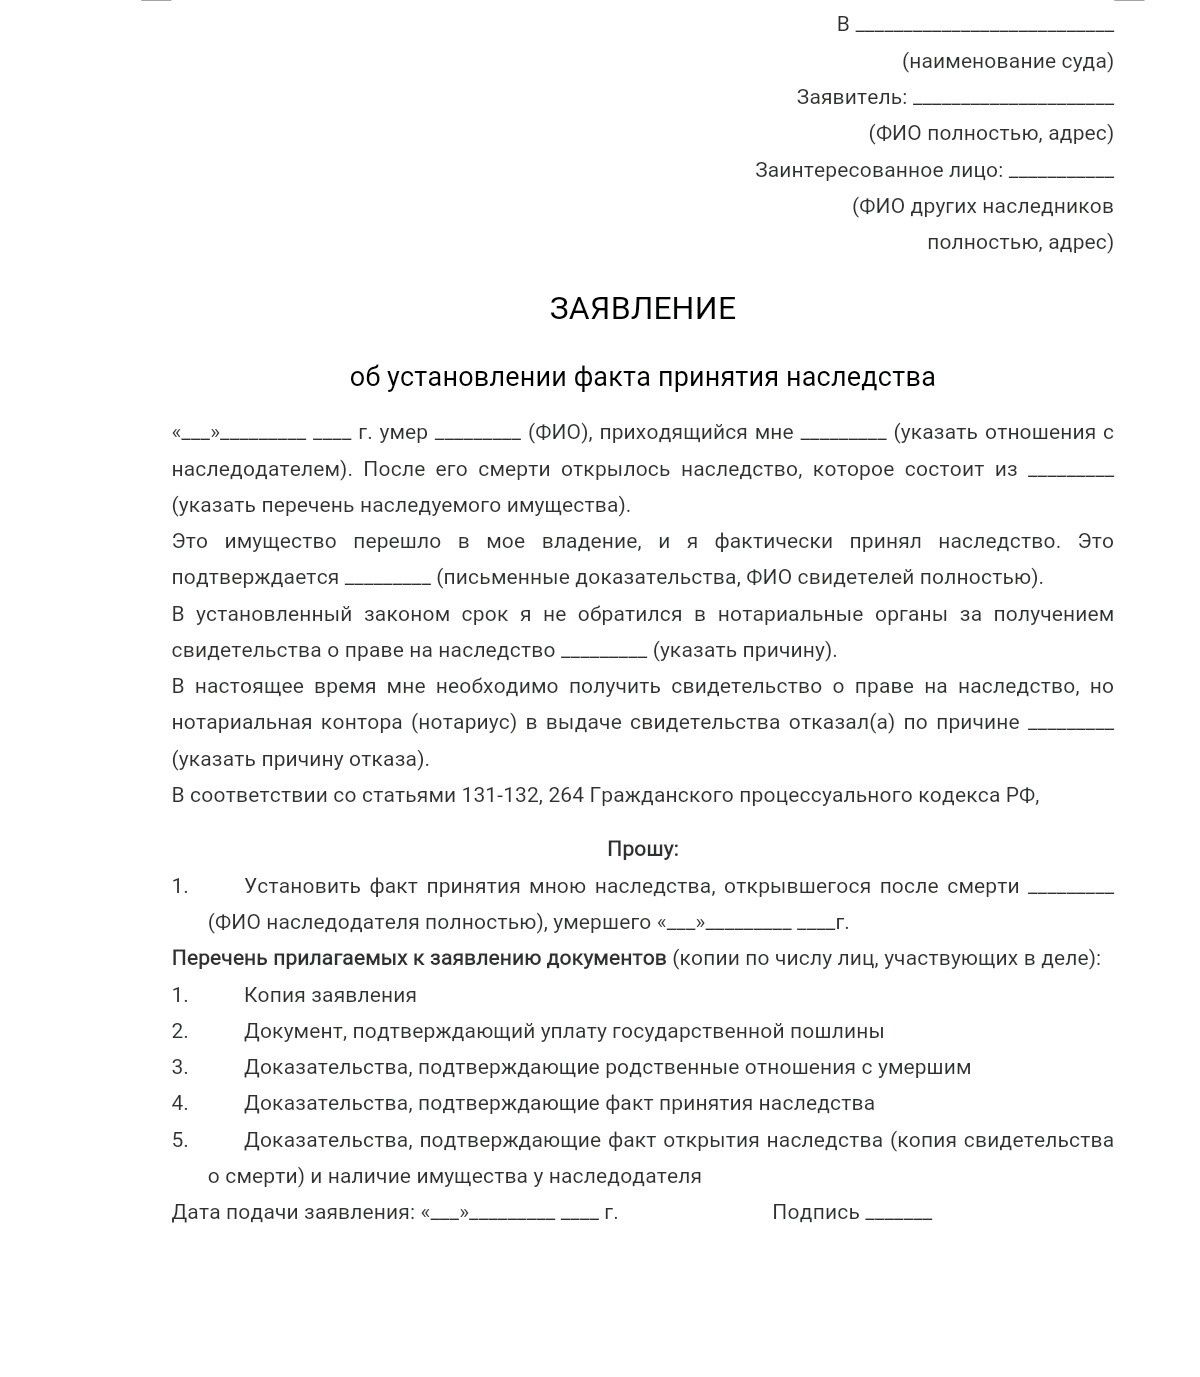 В ___________________________
(наименование суда)
Заявитель: _____________________
(ФИО полностью, адрес)
Заинтересованное лицо: ___________
(ФИО других наследников
полностью, адрес)
ЗАЯВЛЕНИЕ
об установлении факта принятия наследства
«___»_________ ____ г. умер _________ (ФИО), приходящийся мне _________ (указать отношения с
наследодателем). После его смерти открылось наследство, которое состоит из _________
(указать перечень наследуемого имущества).
Это имущество перешло в мое владение, и я фактически принял наследство. Это
подтверждается _________ (письменные доказательства, ФИО свидетелей полностью).
В установленный законом срок я не обратился в нотариальные органы за получением
свидетельства о праве на наследство _________ (указать причину).
В настоящее время мне необходимо получить свидетельство о праве на наследство, но
нотариальная контора (нотариус) в выдаче свидетельства отказал(а) по причине _________
(указать причину отказа).
В соответствии со статьями 131-132, 264 Гражданского процессуального кодекса РФ,
Прошу:
1. Установить факт принятия мною наследства, открывшегося после смерти _________
(ФИО наследодателя полностью), умершего «___»_________ ____г.
Перечень прилагаемых к заявлению документов (копии по числу лиц, участвующих в деле):
1. Копия заявления
2. Документ, подтверждающий уплату государственной пошлины
3. Доказательства, подтверждающие родственные отношения с умершим
4. Доказательства, подтверждающие факт принятия наследства
5. Доказательства, подтверждающие факт открытия наследства (копия свидетельства
о смерти) и наличие имущества у наследодателя
Дата подачи заявления: «___»_________ ____ г. Подпись _______